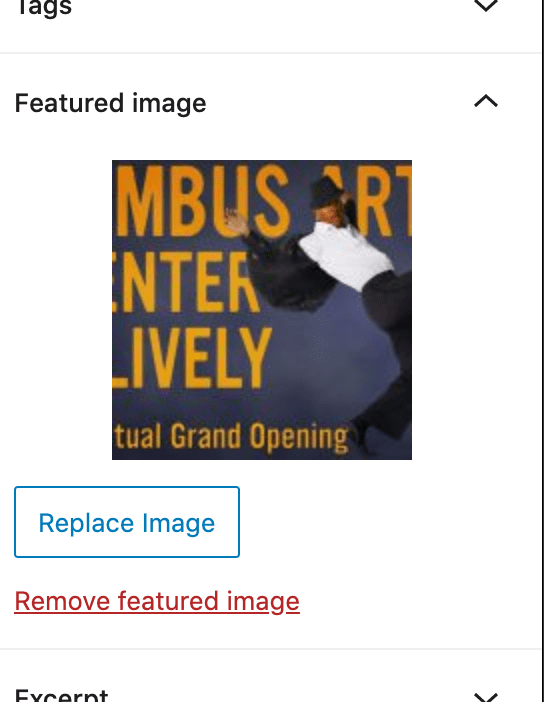 Tags
Featured image
MBUS ART
ENTER
LIVELY
tual Grand Opening
Replace Image
Remove featured image
Excerpt